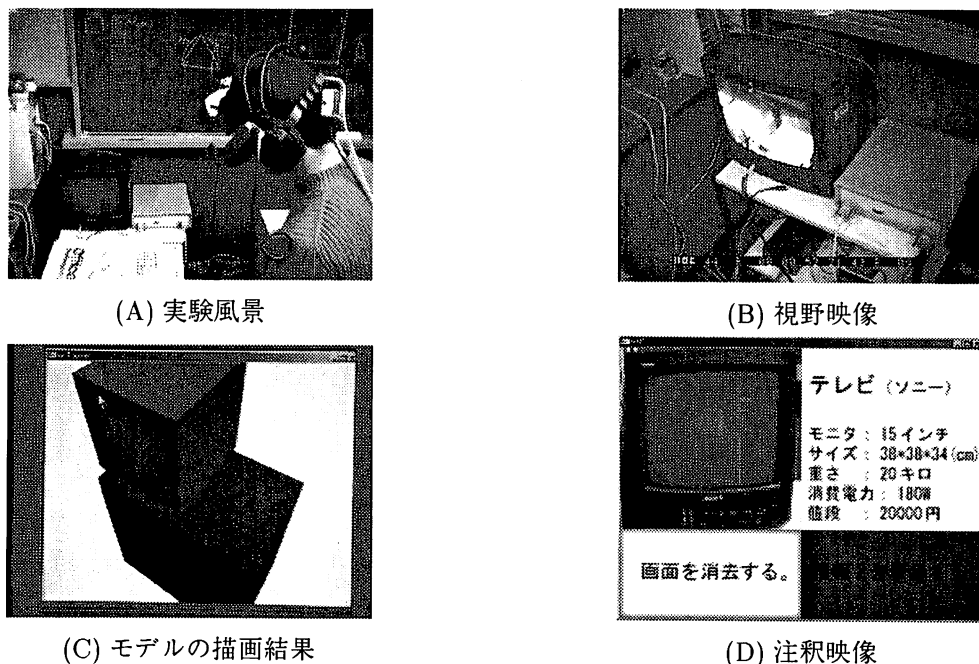 (A) 実験風景
(B) 視野映像
テレビ (ソニー)
モニタ : 15インチ
サイズ : 38*38*34(cm)
重さ : 20キロ
消費電力 : 180W
値段 : 20000円
画面を消去する。
(C) モデルの描画結果
(D) 注釈映像